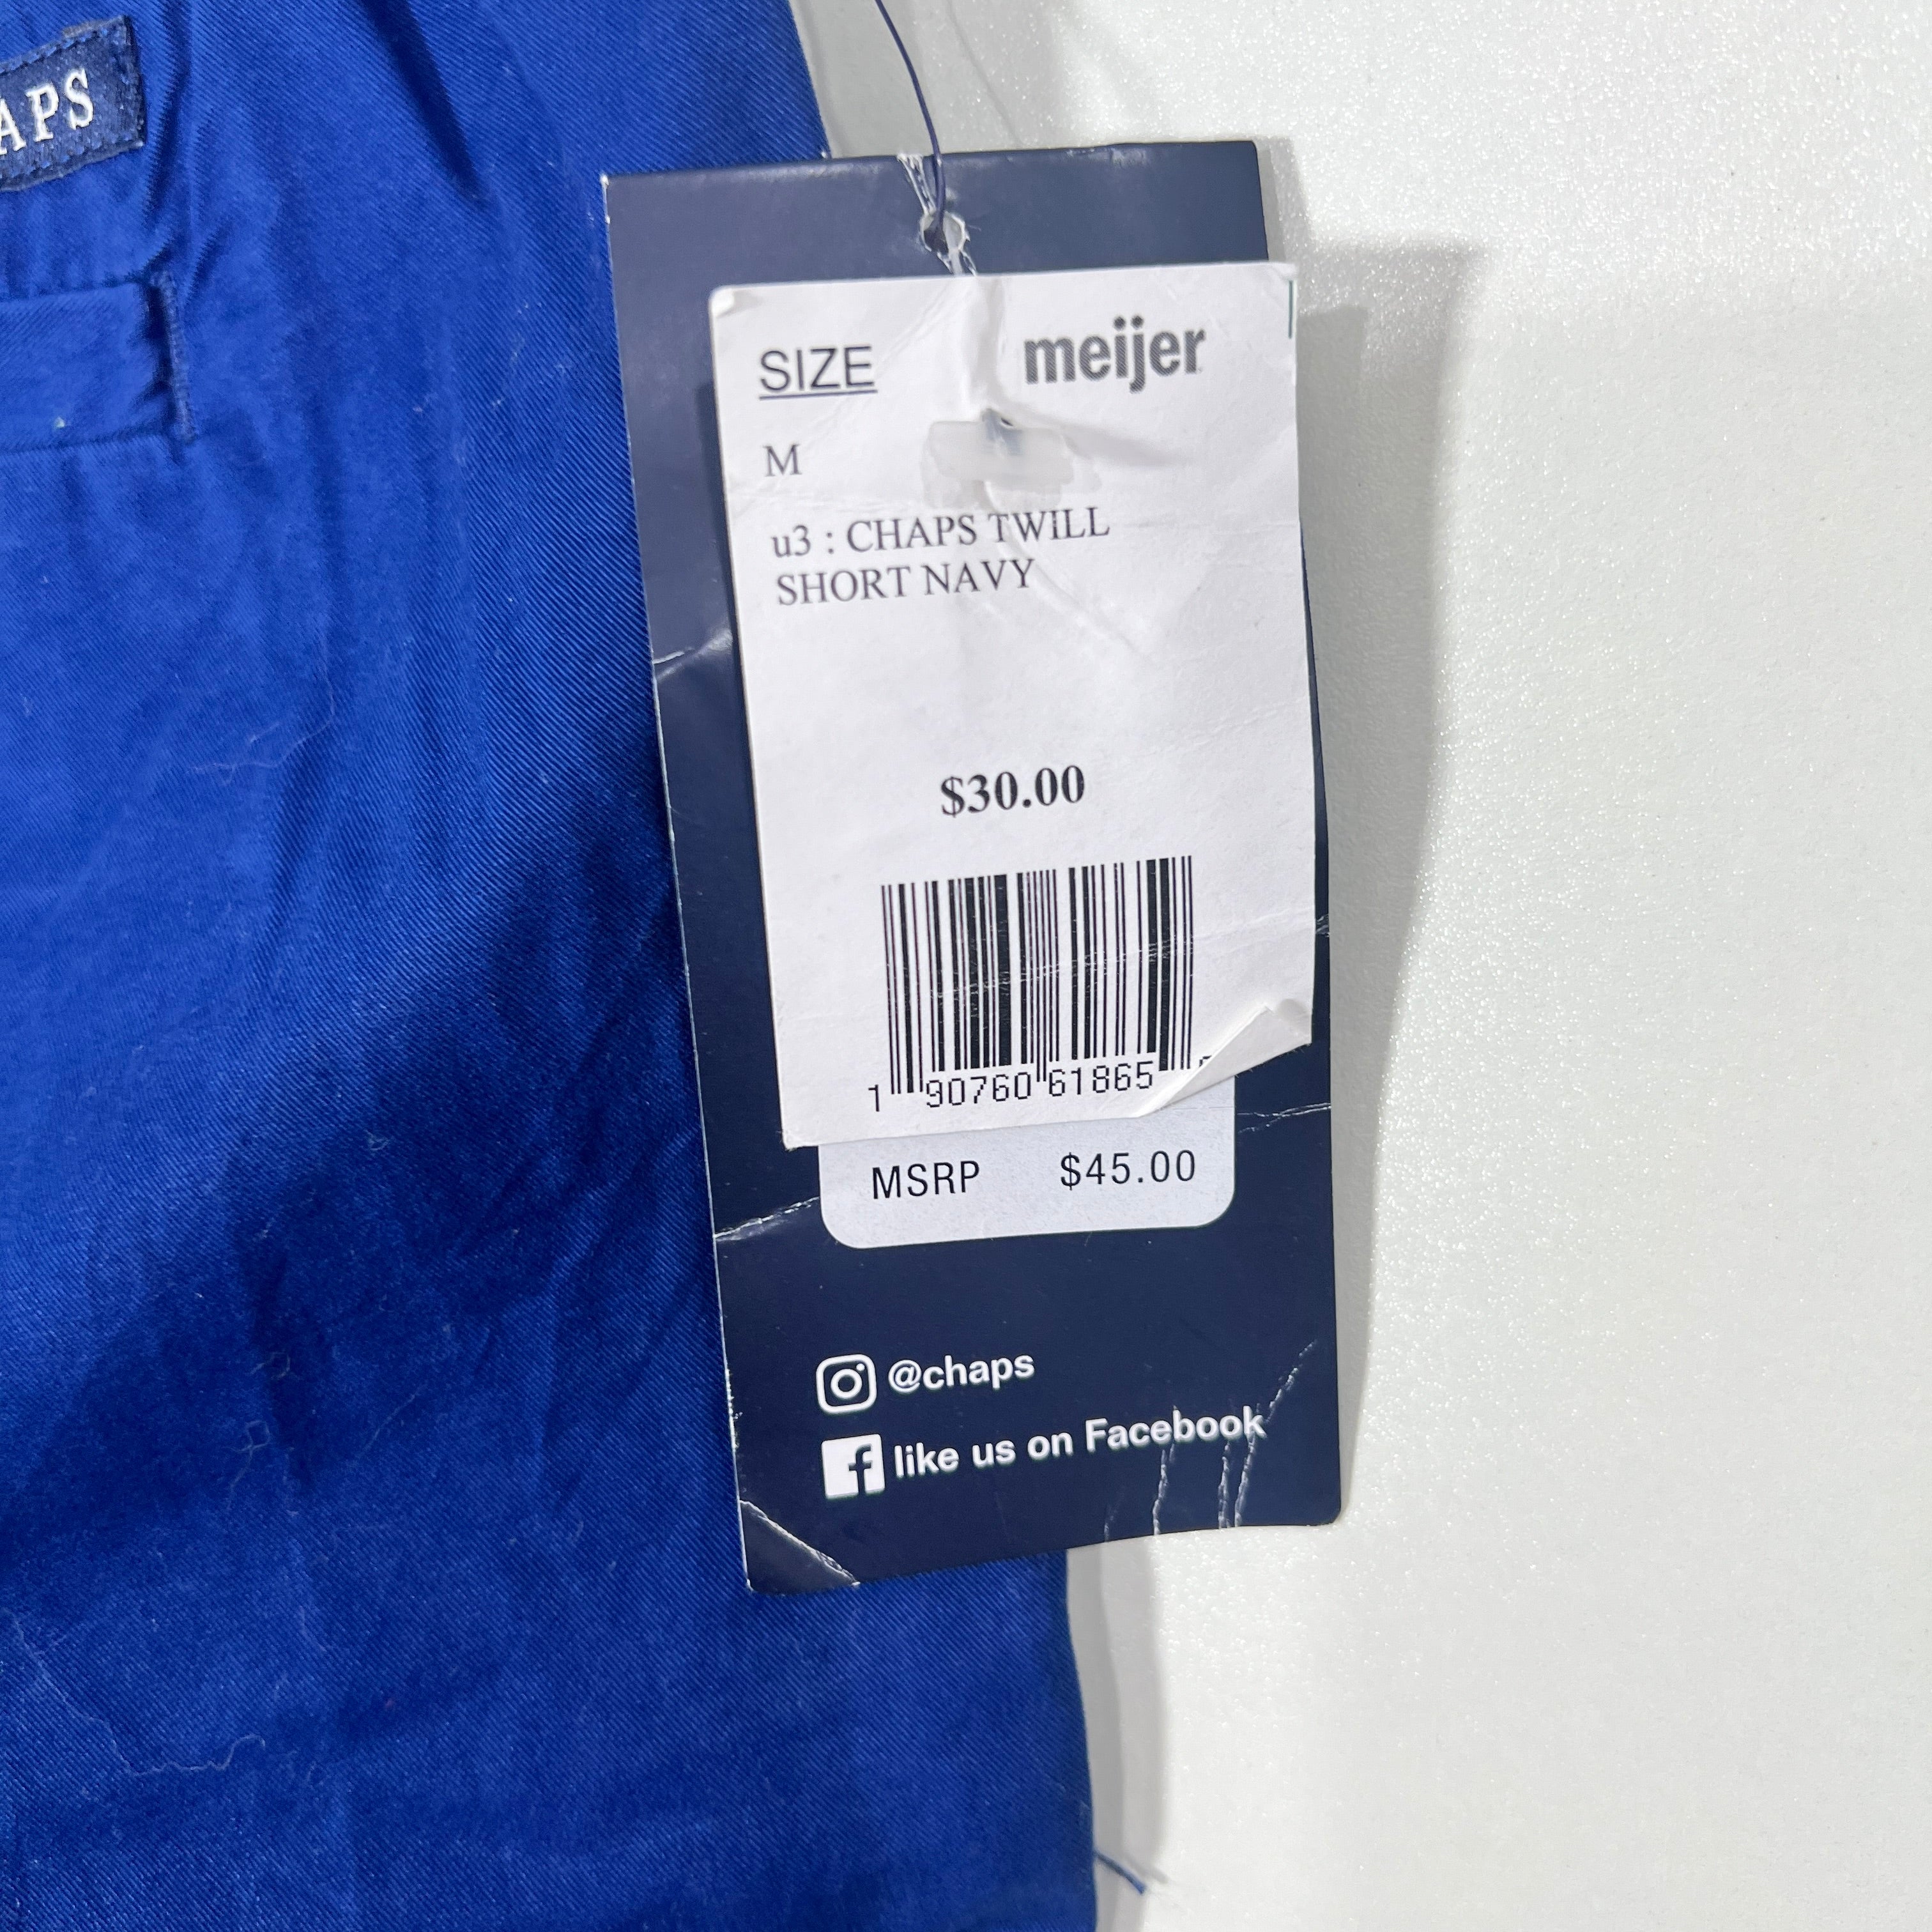 APS
SIZE
meijer
M
u3 : CHAPS TWILL
SHORT NAVY
$30.00
1 90760 61865
MSRP $45.00
@chaps
like us on Facebook